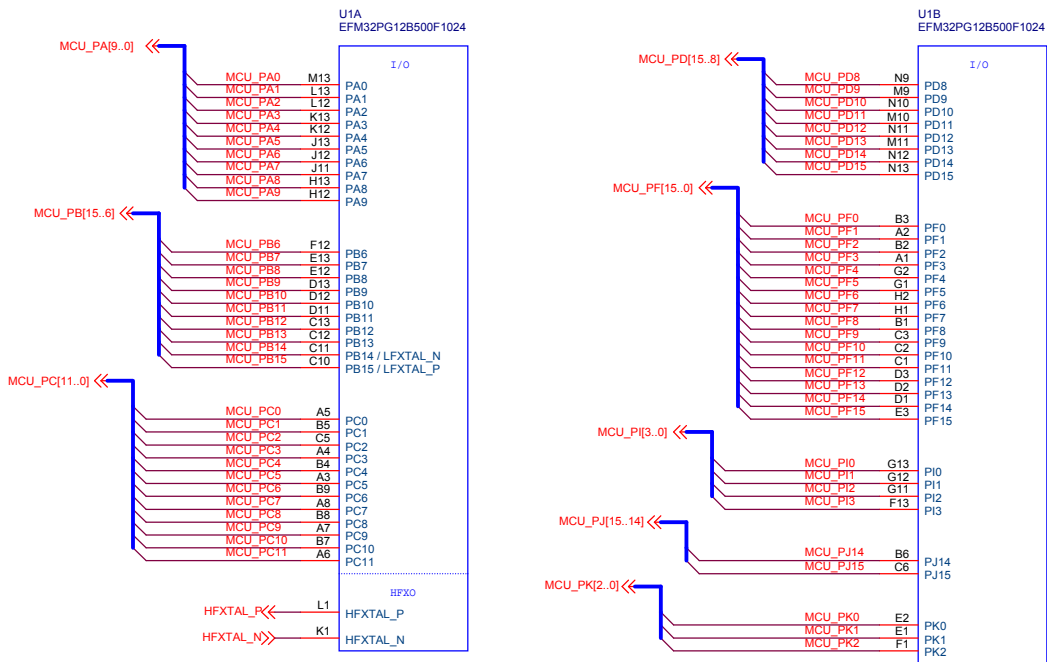 U1A
EFM32PG12B500F1024
I/O
MCU_PA[9..0]
MCU_PA0 M13 PA0
MCU_PA1 L13 PA1
MCU_PA2 L12 PA2
MCU_PA3 K13 PA3
MCU_PA4 K12 PA4
MCU_PA5 J13 PA5
MCU_PA6 J12 PA6
MCU_PA7 J11 PA7
MCU_PA8 H13 PA8
MCU_PA9 H12 PA9
MCU_PB[15..6]
MCU_PB6 F12 PB6
MCU_PB7 E13 PB7
MCU_PB8 E12 PB8
MCU_PB9 D13 PB9
MCU_PB10 D12 PB10
MCU_PB11 D11 PB11
MCU_PB12 C13 PB12
MCU_PB13 C12 PB13
MCU_PB14 C11 PB14 / LFXTAL_N
MCU_PB15 C10 PB15 / LFXTAL_P
MCU_PC[11..0]
MCU_PC0 A5 PC0
MCU_PC1 B5 PC1
MCU_PC2 C5 PC2
MCU_PC3 A4 PC3
MCU_PC4 B4 PC4
MCU_PC5 A3 PC5
MCU_PC6 B9 PC6
MCU_PC7 A8 PC7
MCU_PC8 B8 PC8
MCU_PC9 A7 PC9
MCU_PC10 B7 PC10
MCU_PC11 A6 PC11
HFXO
HFXTAL_P L1 HFXTAL_P
HFXTAL_N K1 HFXTAL_N
U1B
EFM32PG12B500F1024
I/O
MCU_PD[15..8]
MCU_PD8 N9 PD8
MCU_PD9 M9 PD9
MCU_PD10 N10 PD10
MCU_PD11 M10 PD11
MCU_PD12 N11 PD12
MCU_PD13 M11 PD13
MCU_PD14 N12 PD14
MCU_PD15 N13 PD15
MCU_PF[15..0]
MCU_PF0 B3 PF0
MCU_PF1 A2 PF1
MCU_PF2 B2 PF2
MCU_PF3 A1 PF3
MCU_PF4 G2 PF4
MCU_PF5 G1 PF5
MCU_PF6 H2 PF6
MCU_PF7 H1 PF7
MCU_PF8 B1 PF8
MCU_PF9 C3 PF9
MCU_PF10 C2 PF10
MCU_PF11 C1 PF11
MCU_PF12 D3 PF12
MCU_PF13 D2 PF13
MCU_PF14 D1 PF14
MCU_PF15 E3 PF15
MCU_PI[3..0]
MCU_PI0 G13 PI0
MCU_PI1 G12 PI1
MCU_PI2 G11 PI2
MCU_PI3 F13 PI3
MCU_PJ[15..14]
MCU_PJ14 B6 PJ14
MCU_PJ15 C6 PJ15
MCU_PK[2..0]
MCU_PK0 E2 PK0
MCU_PK1 E1 PK1
MCU_PK2 F1 PK2